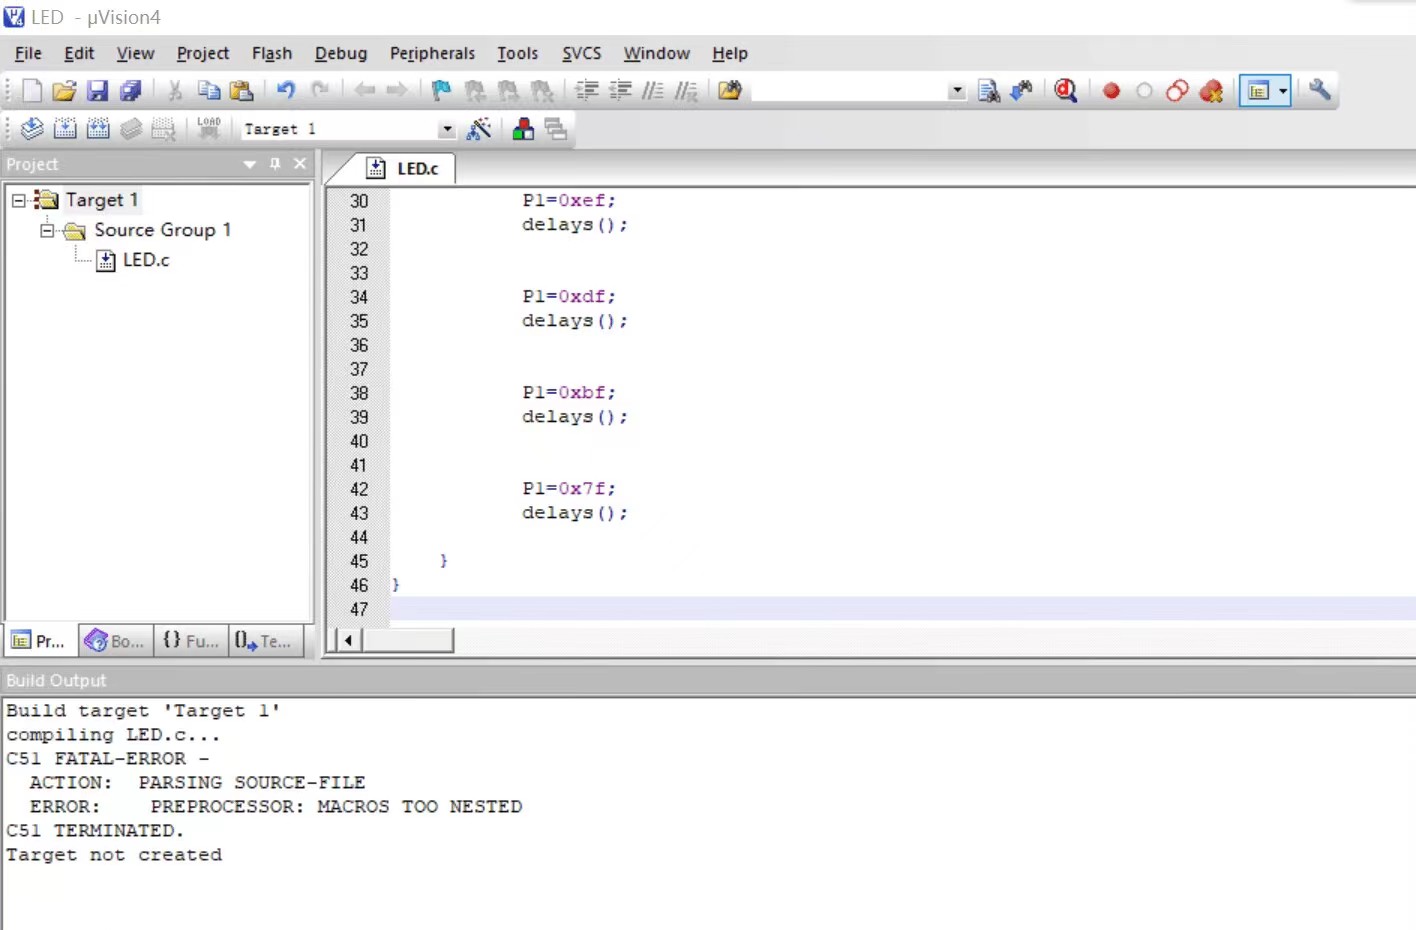 LED - µVision4
File Edit View Project Flash Debug Peripherals Tools SVCS Window Help
LOAD Target 1
Project
LED.c
Target 1
Source Group 1
LED.c
30 P1=0xef;
31 delays();
32
33
34 P1=0xdf;
35 delays();
36
37
38 P1=0xbf;
39 delays();
40
41
42 P1=0x7f;
43 delays();
44
45 }
46 }
47
Pr... Bo... {} Fu... Te...
Build Output
Build target 'Target 1'
compiling LED.c...
C51 FATAL-ERROR -
ACTION: PARSING SOURCE-FILE
ERROR: PREPROCESSOR: MACROS TOO NESTED
C51 TERMINATED.
Target not created